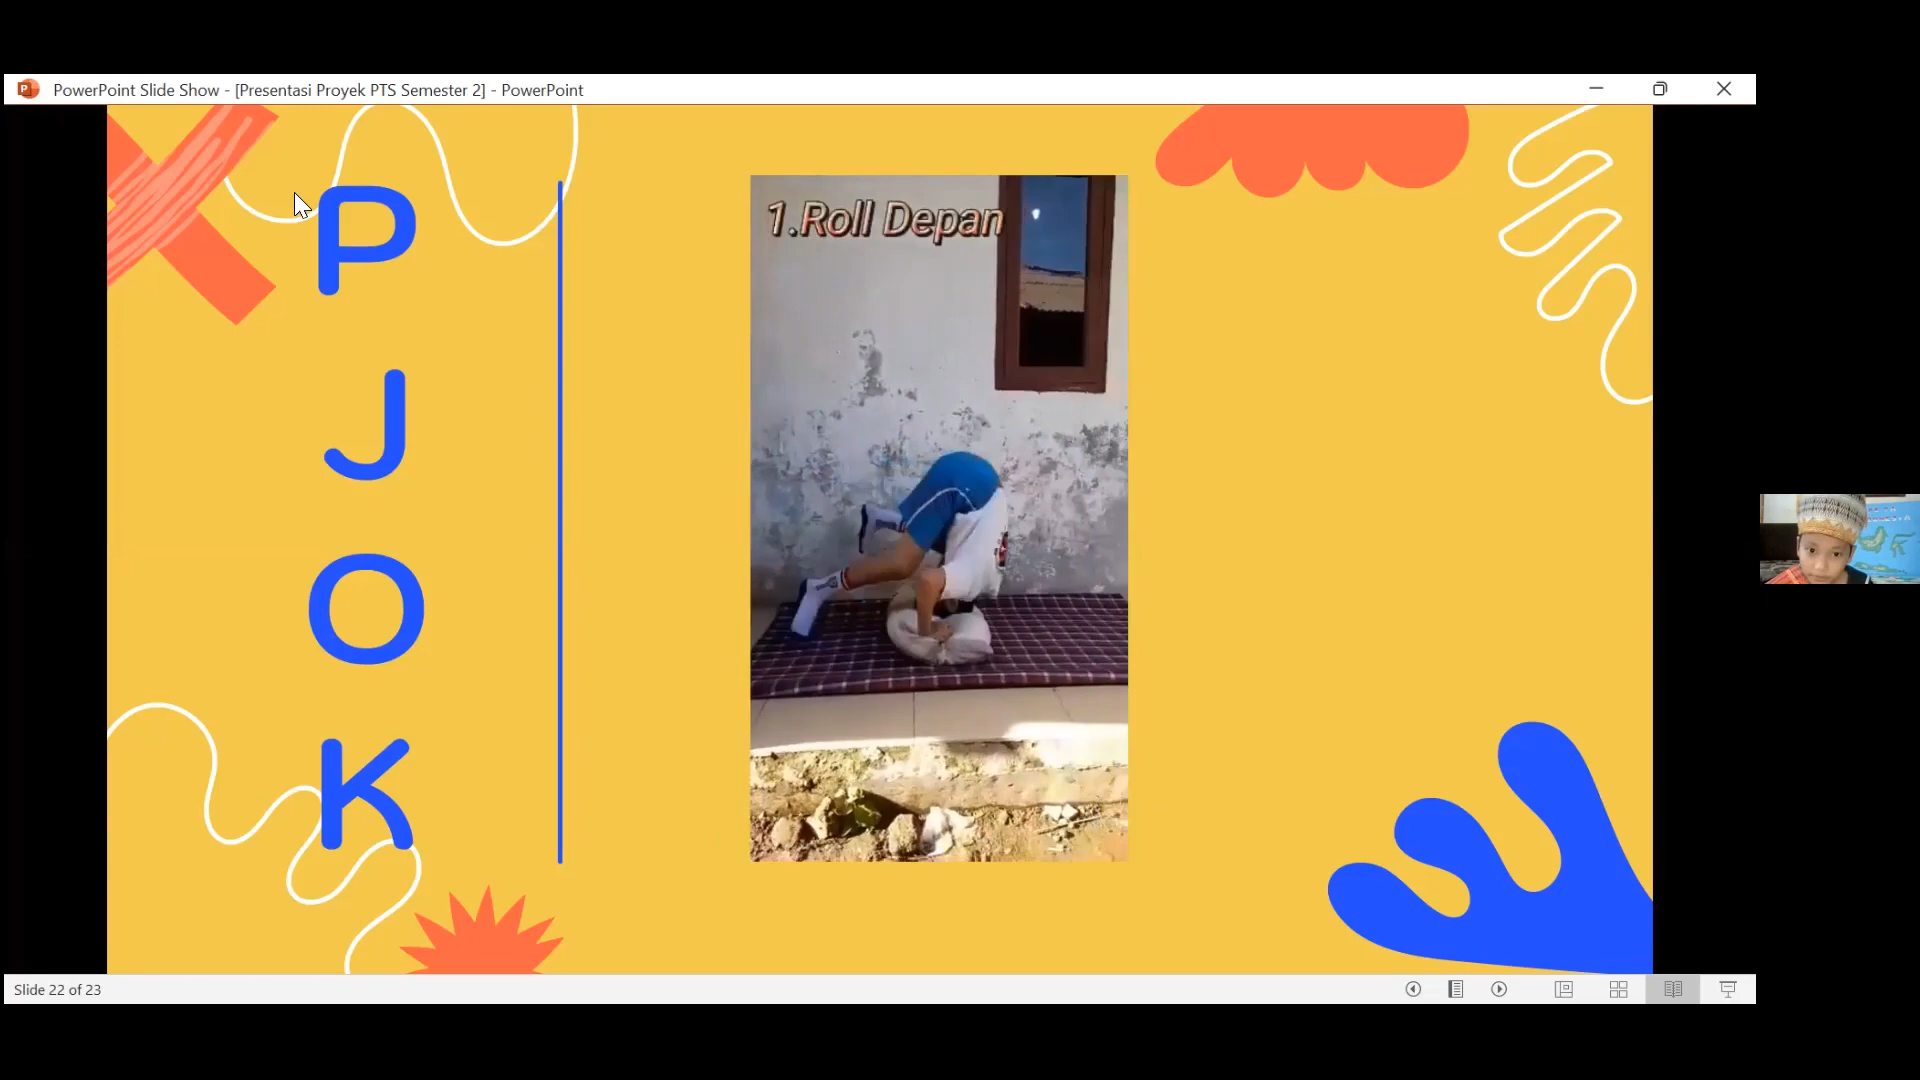 PowerPoint Slide Show - [Presentasi Proyek PTS Semester 2] - PowerPoint
P
J
O
K
1.Roll Depan
Slide 22 of 23